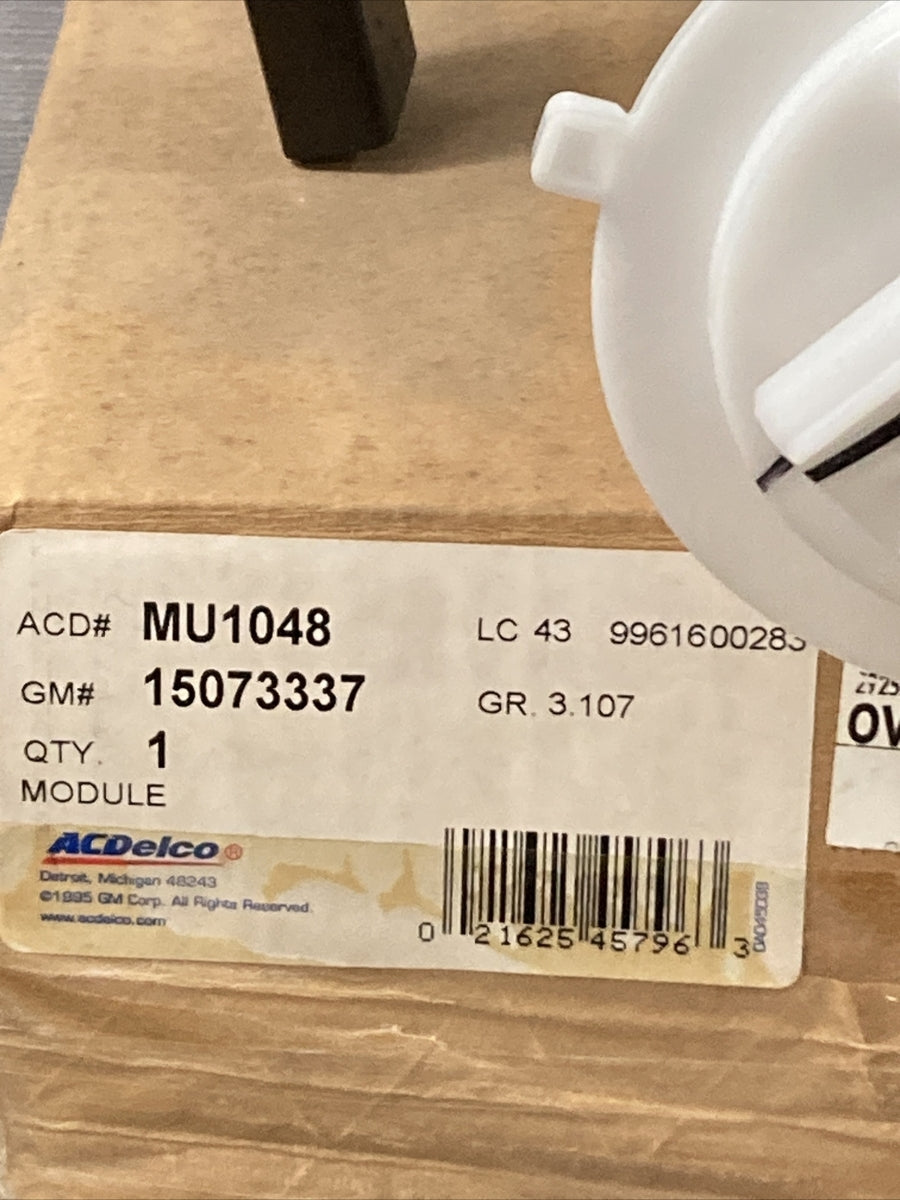 ACD# MU1048
LC 43 996160028
GM# 15073337
GR. 3.107
QTY. 1
MODULE
ACDelco®
Detroit, Michigan 48243
©1995 GM Corp. All Rights Reserved.
www.acdelco.com
0 21625 45796 3
OV